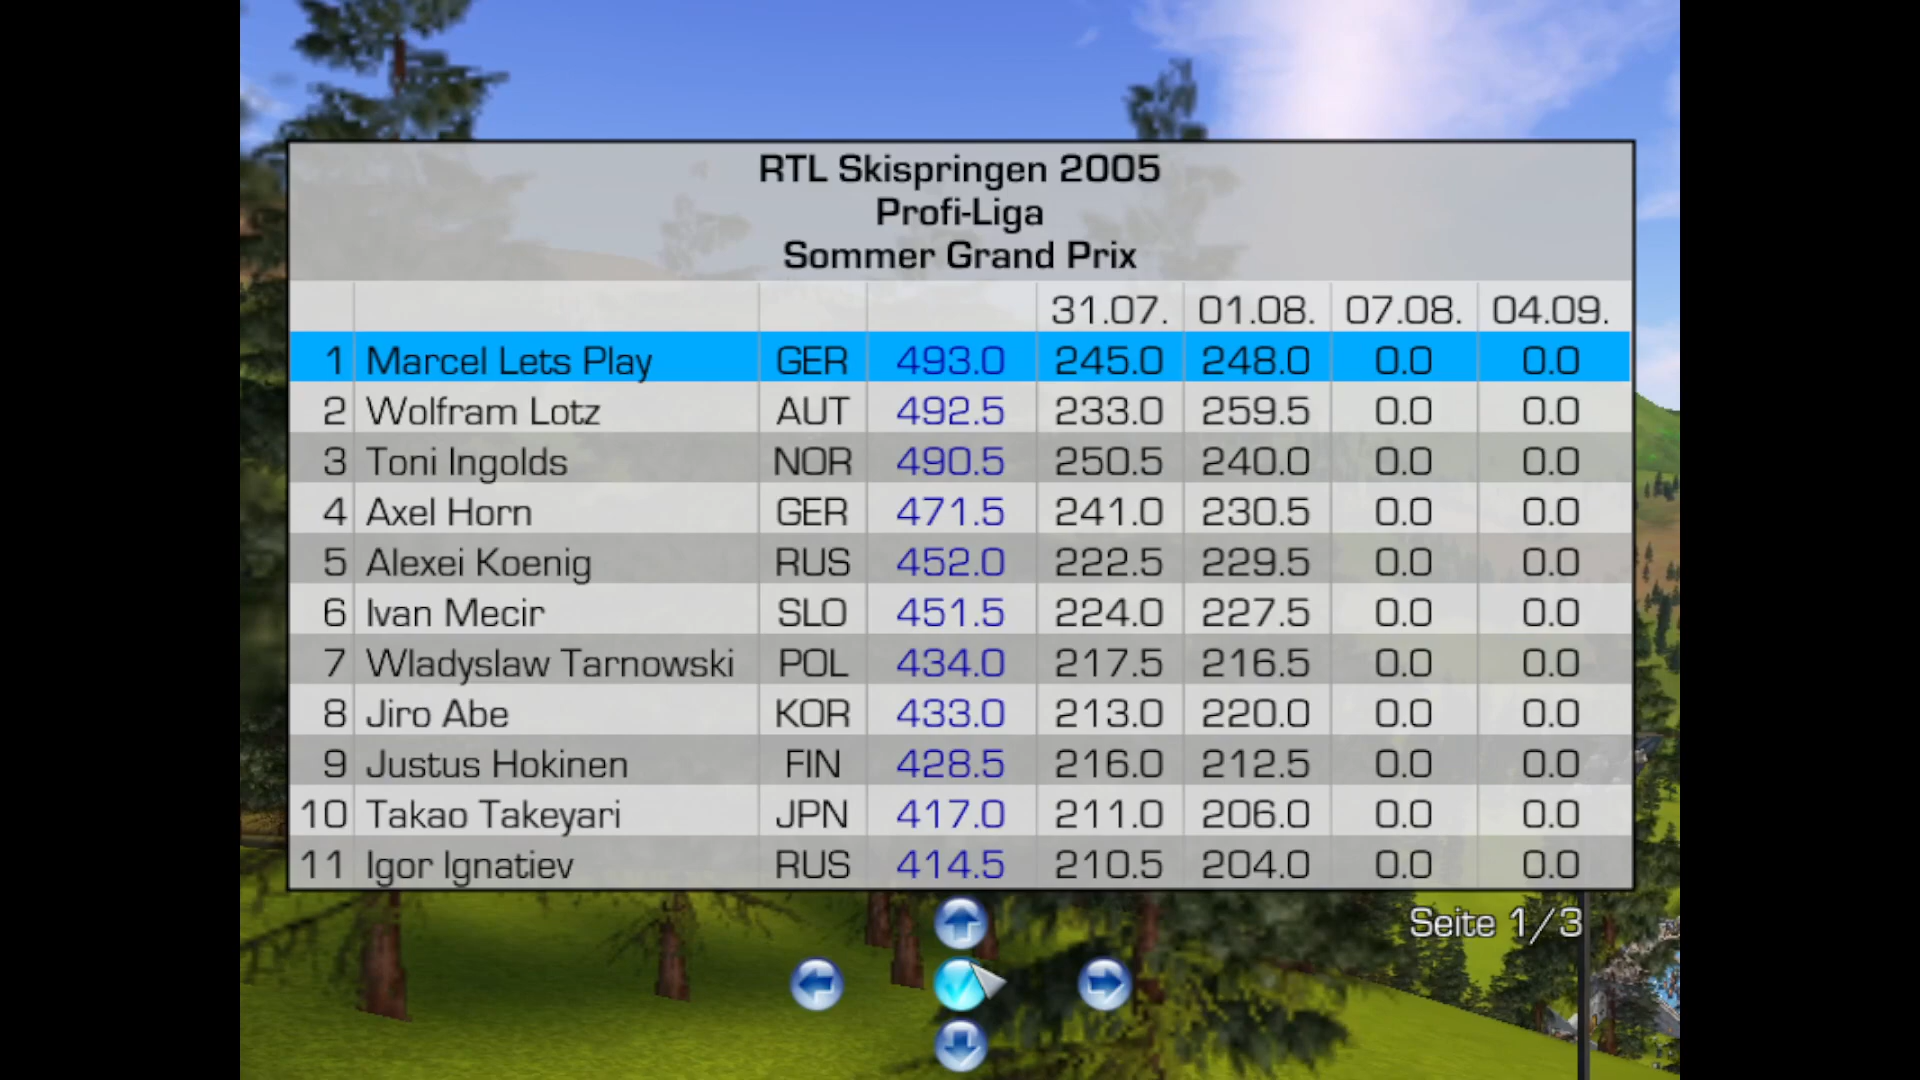 RTL Skispringen 2005
Profi-Liga
Sommer Grand Prix
31.07. 01.08. 07.08. 04.09.
1 Marcel Lets Play GER 493.0 245.0 248.0 0.0 0.0
2 Wolfram Lotz AUT 492.5 233.0 259.5 0.0 0.0
3 Toni Ingolds NOR 490.5 250.5 240.0 0.0 0.0
4 Axel Horn GER 471.5 241.0 230.5 0.0 0.0
5 Alexei Koenig RUS 452.0 222.5 229.5 0.0 0.0
6 Ivan Mecir SLO 451.5 224.0 227.5 0.0 0.0
7 Wladyslaw Tarnowski POL 434.0 217.5 216.5 0.0 0.0
8 Jiro Abe KOR 433.0 213.0 220.0 0.0 0.0
9 Justus Hokinen FIN 428.5 216.0 212.5 0.0 0.0
10 Takao Takeyari JPN 417.0 211.0 206.0 0.0 0.0
11 Igor Ignatiev RUS 414.5 210.5 204.0 0.0 0.0
Seite 1/3